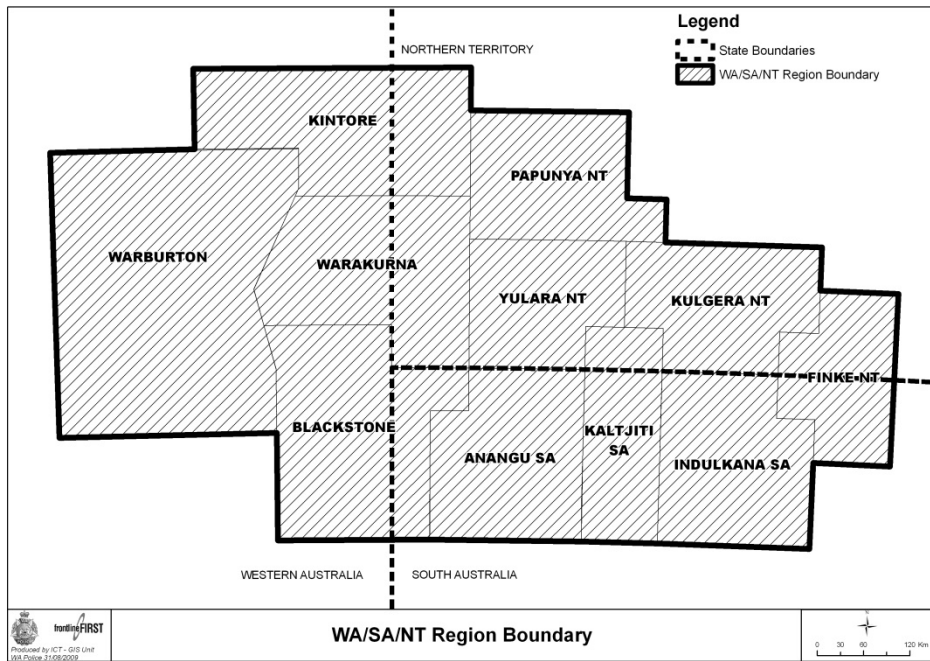 Legend
State Boundaries
WA/SA/NT Region Boundary
NORTHERN TERRITORY
KINTORE
PAPUNYA NT
WARBURTON
WARAKURNA
YULARA NT
KULGERA NT
FINKE NT
BLACKSTONE
ANANGU SA
KALTJITI
SA
INDULKANA SA
WESTERN AUSTRALIA
SOUTH AUSTRALIA
frontlineFIRST
Produced by ICT - GIS Unit
WA Police 31/08/2009
WA/SA/NT Region Boundary
0 30 60 120 Km